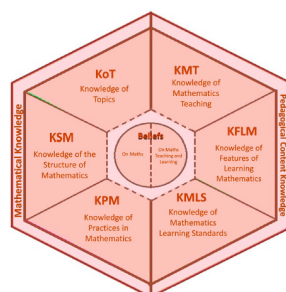 KoT
Knowledge of
Topics
KMT
Knowledge of
Mathematics
Teaching
Mathematical Knowledge
KSM
Knowledge of the
Structure of
Mathematics
Beliefs
On Maths
On Maths
Teaching and
Learning
KFLM
Knowledge of
Features of
Learning
Mathematics
Pedagogical Content Knowledge
KPM
Knowledge of
Practices in
Mathematics
KMLS
Knowledge of
Mathematics
Learning Standards